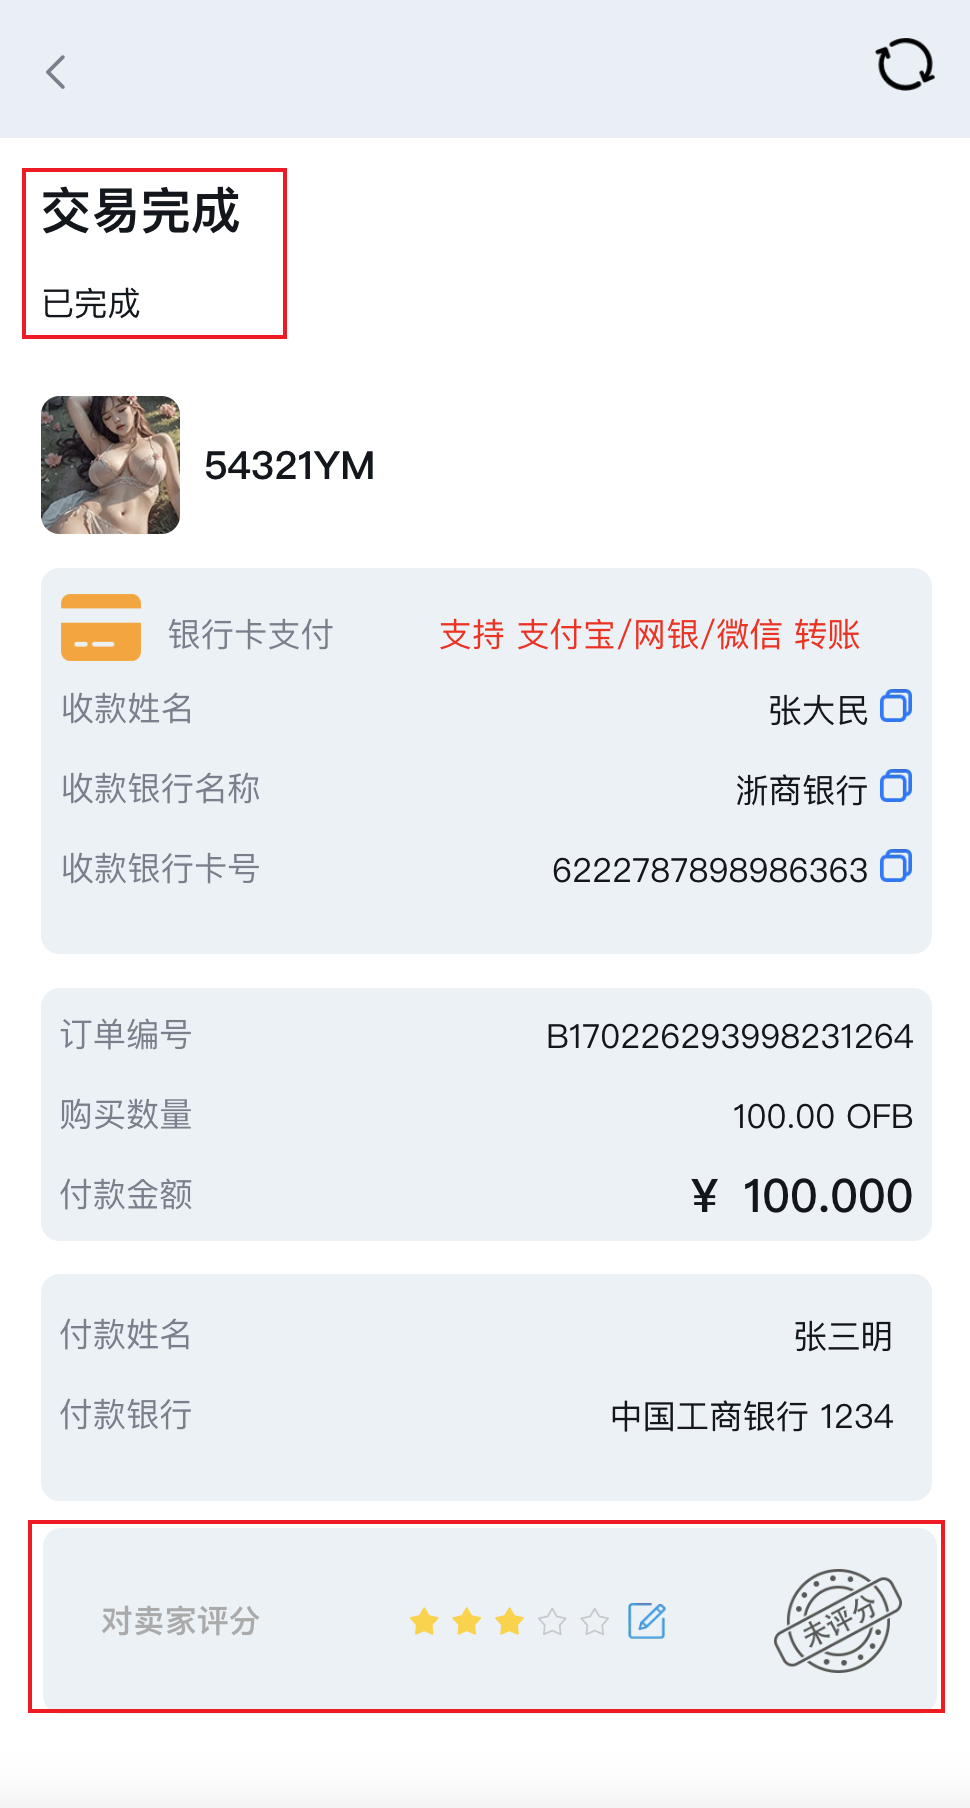 交易完成
已完成
54321YM
银行卡支付 支持 支付宝/网银/微信 转账
收款姓名 张大民
收款银行名称 浙商银行
收款银行卡号 6222787898986363
订单编号 B170226293998231264
购买数量 100.00 OFB
付款金额 ¥ 100.000
付款姓名 张三明
付款银行 中国工商银行 1234
对卖家评分 未评分